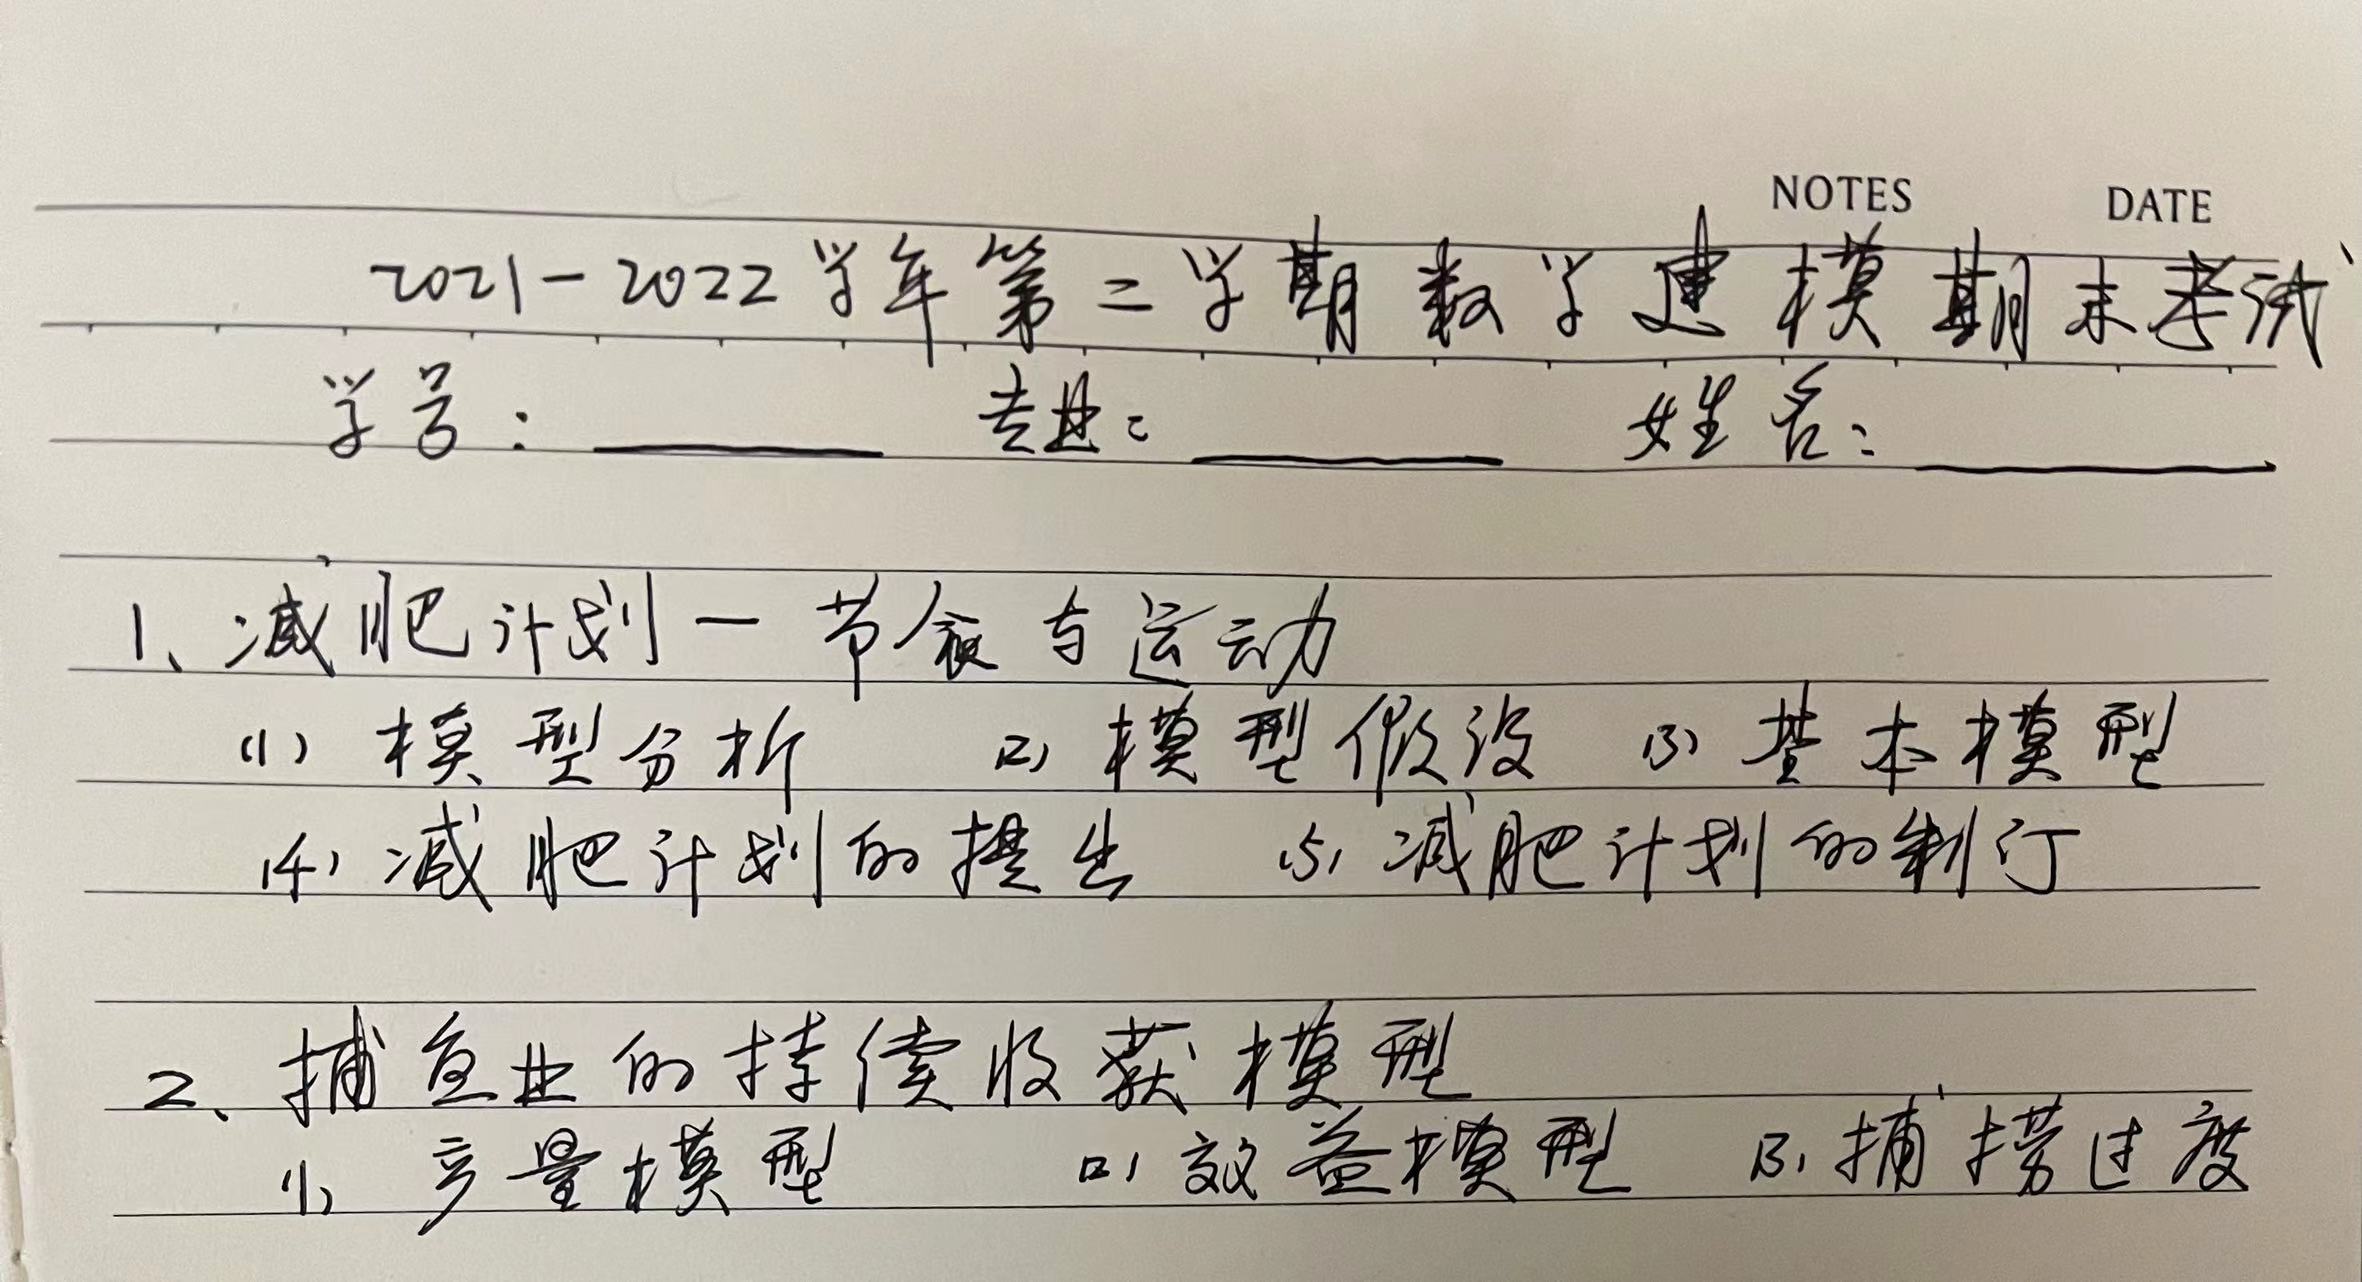 NOTES DATE
2021-2022学年第二学期数学建模期末考试
学号： 专业： 姓名：
1、减肥计划一节食与运动
(1) 模型分析 (2) 模型假设 (3) 基本模型
(4) 减肥计划的提出 (5) 减肥计划的制订
2、捕鱼业的持续收获模型
(1) 产量模型 (2) 效益模型 (3) 捕捞过度